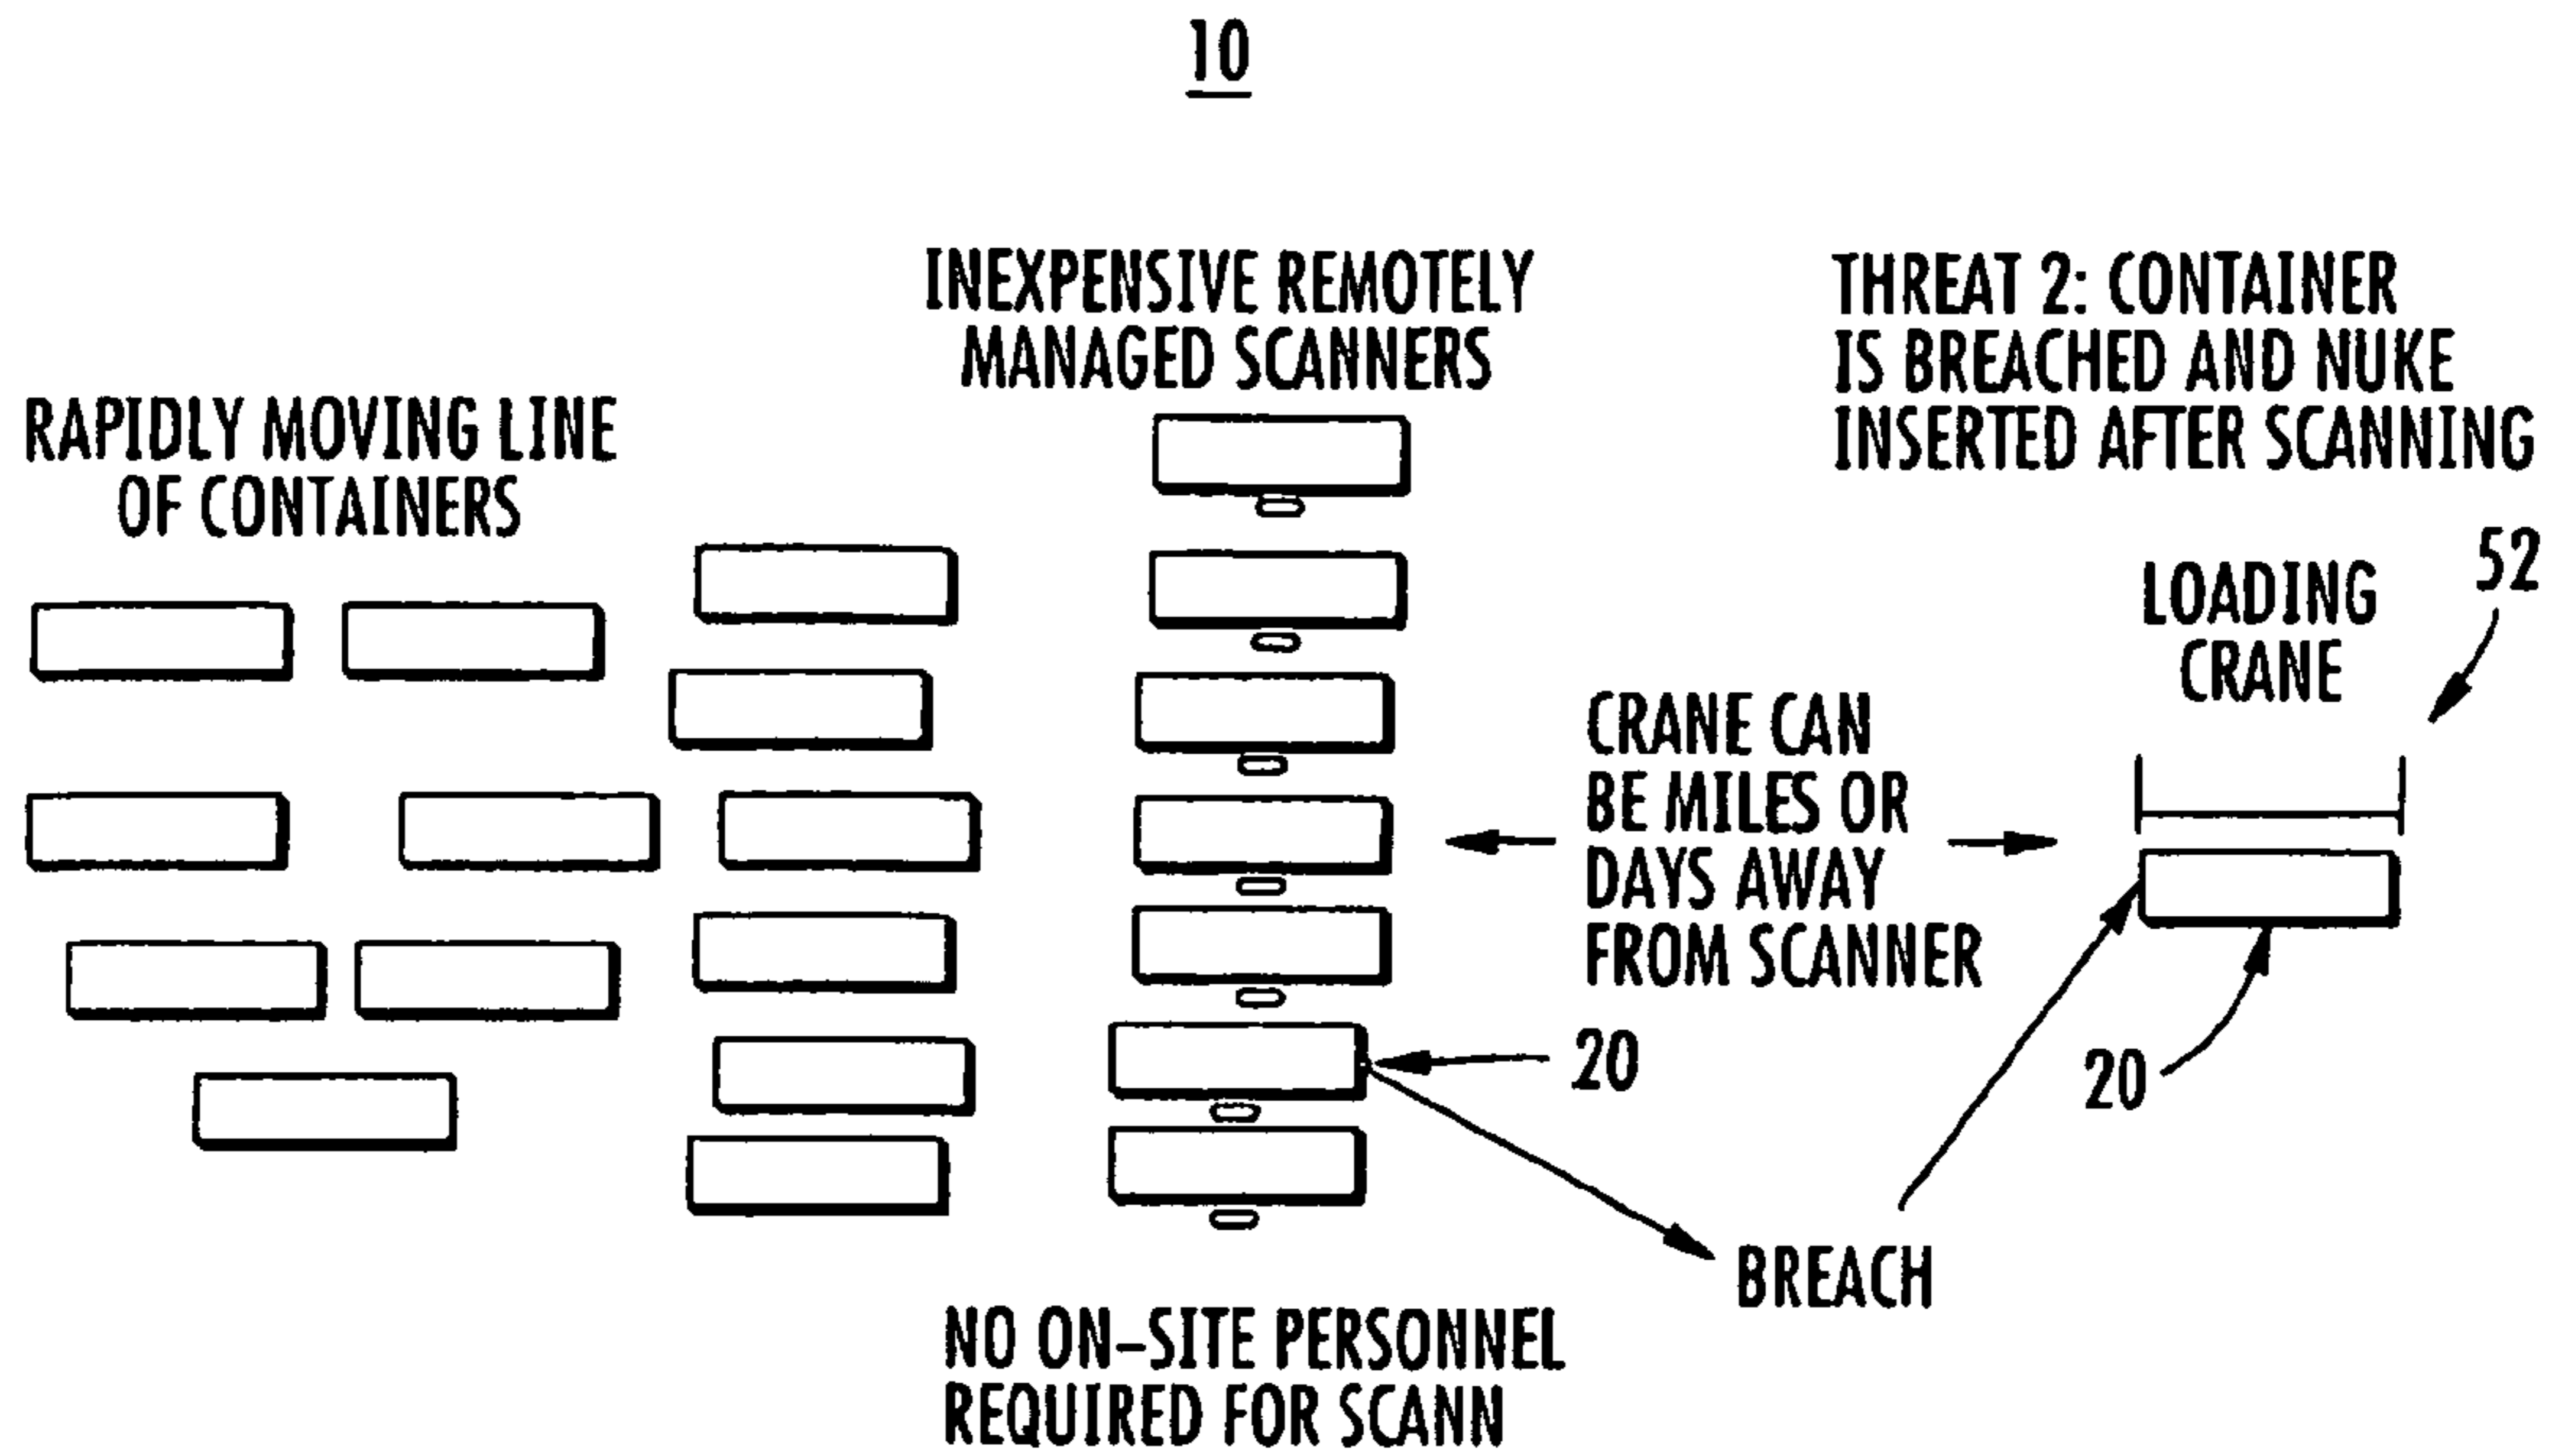 10
INEXPENSIVE REMOTELY
MANAGED SCANNERS
THREAT 2: CONTAINER
IS BREACHED AND NUKE
INSERTED AFTER SCANNING
RAPIDLY MOVING LINE
OF CONTAINERS
52
LOADING
CRANE
CRANE CAN
BE MILES OR
DAYS AWAY
FROM SCANNER
20
20
BREACH
NO ON-SITE PERSONNEL
REQUIRED FOR SCANN